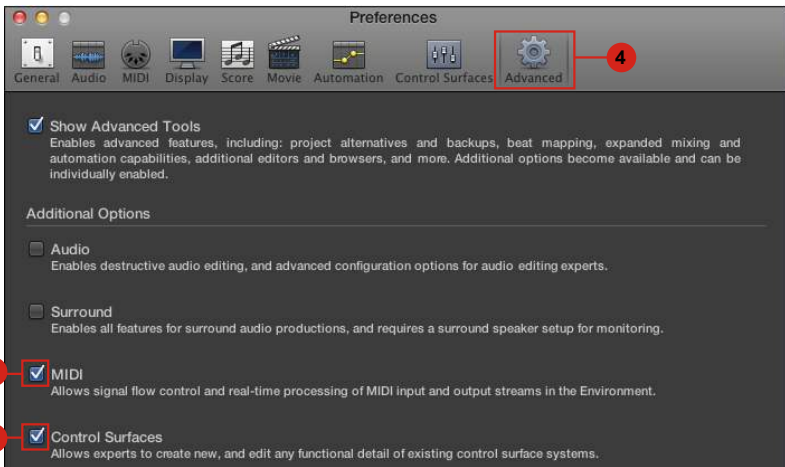 Preferences
General Audio MIDI Display Score Movie Automation Control Surfaces Advanced
4
Show Advanced Tools
Enables advanced features, including: project alternatives and backups, beat mapping, expanded mixing and
automation capabilities, additional editors and browsers, and more. Additional options become available and can be
individually enabled.
Additional Options
Audio
Enables destructive audio editing, and advanced configuration options for audio editing experts.
Surround
Enables all features for surround audio productions, and requires a surround speaker setup for monitoring.
MIDI
Allows signal flow control and real-time processing of MIDI input and output streams in the Environment.
Control Surfaces
Allows experts to create new, and edit any functional detail of existing control surface systems.